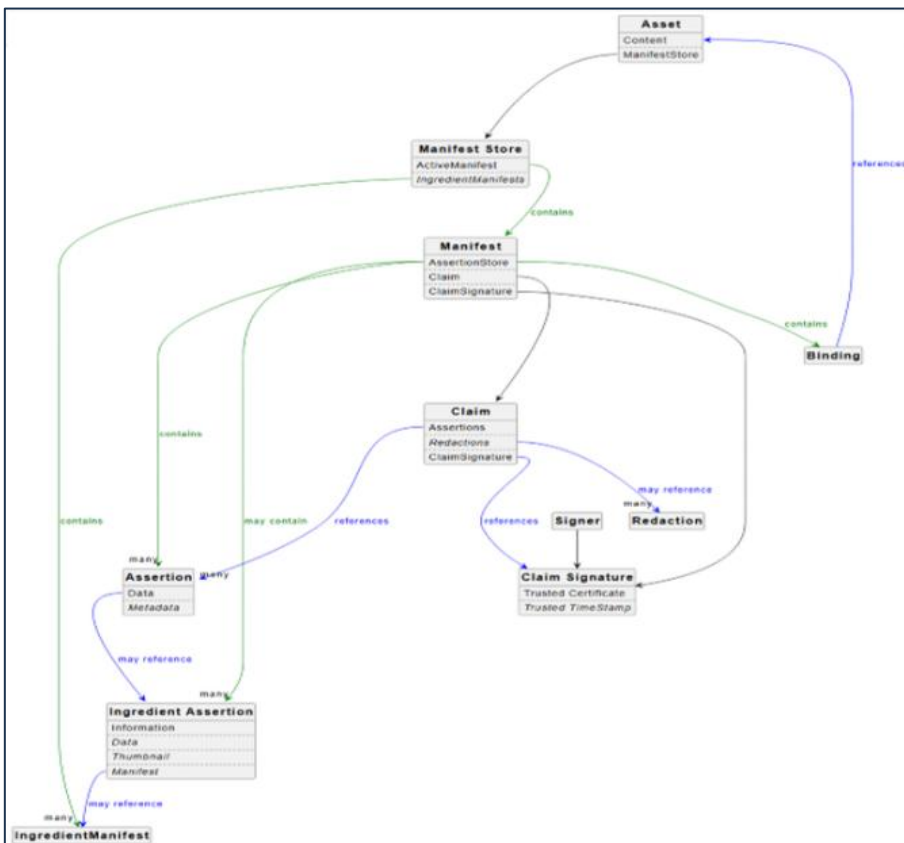 Asset
Content
ManifestStore
Manifest Store
ActiveManifest
IngredientManifests
references
contains
Manifest
AssertionStore
Claim
ClaimSignature
contains
Binding
Claim
Assertions
Redactions
ClaimSignature
contains
may reference
many
contains
may contain
references
references
Signer
Redaction
many
many
Assertion
Data
Metadata
Claim Signature
Trusted Certificate
Trusted TimeStamp
may reference
many
Ingredient Assertion
Information
Data
Thumbnail
Manifest
may reference
many
IngredientManifest